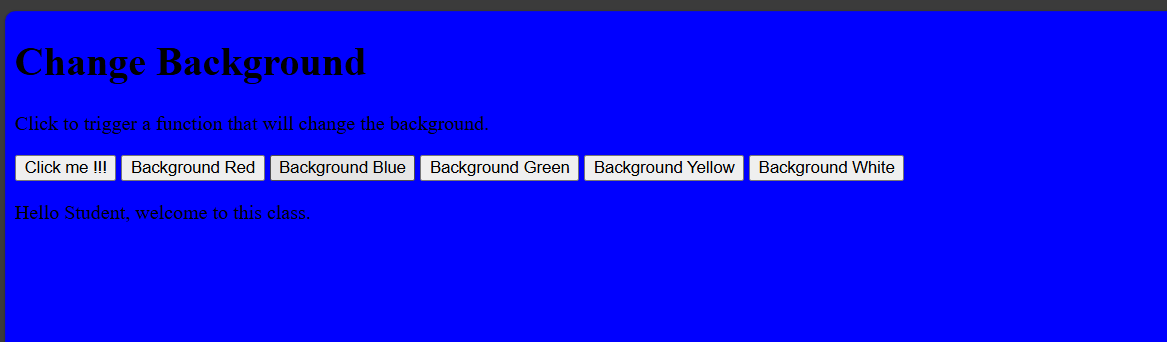 Change Background
Click to trigger a function that will change the background.
Click me !!! Background Red Background Blue Background Green Background Yellow Background White
Hello Student, welcome to this class.